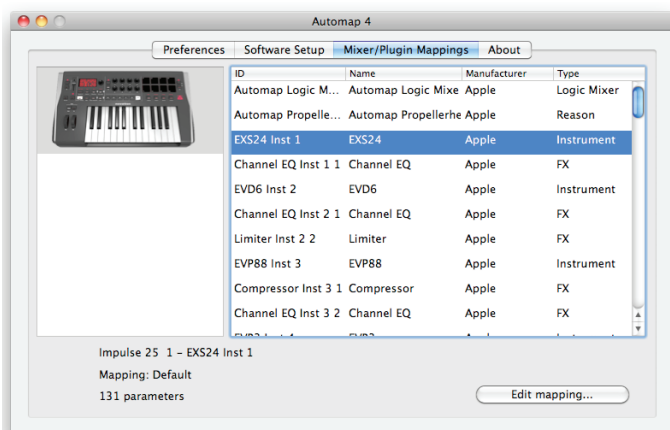 Automap 4
Preferences Software Setup Mixer/Plugin Mappings About
ID Name Manufacturer Type
Automap Logic M... Automap Logic Mixe Apple Logic Mixer
Automap Propelle... Automap Propellerhe Apple Reason
EXS24 Inst 1 EXS24 Apple Instrument
Channel EQ Inst 1 1 Channel EQ Apple FX
EVD6 Inst 2 EVD6 Apple Instrument
Channel EQ Inst 2 1 Channel EQ Apple FX
Limiter Inst 2 2 Limiter Apple FX
EVP88 Inst 3 EVP88 Apple Instrument
Compressor Inst 3 1 Compressor Apple FX
Channel EQ Inst 3 2 Channel EQ Apple FX
Impulse 25 1 – EXS24 Inst 1
Mapping: Default
131 parameters
Edit mapping...